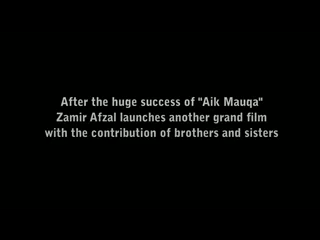 After the huge success of "Aik Mauqa"
Zamir Afzal launches another grand film
with the contribution of brothers and sisters